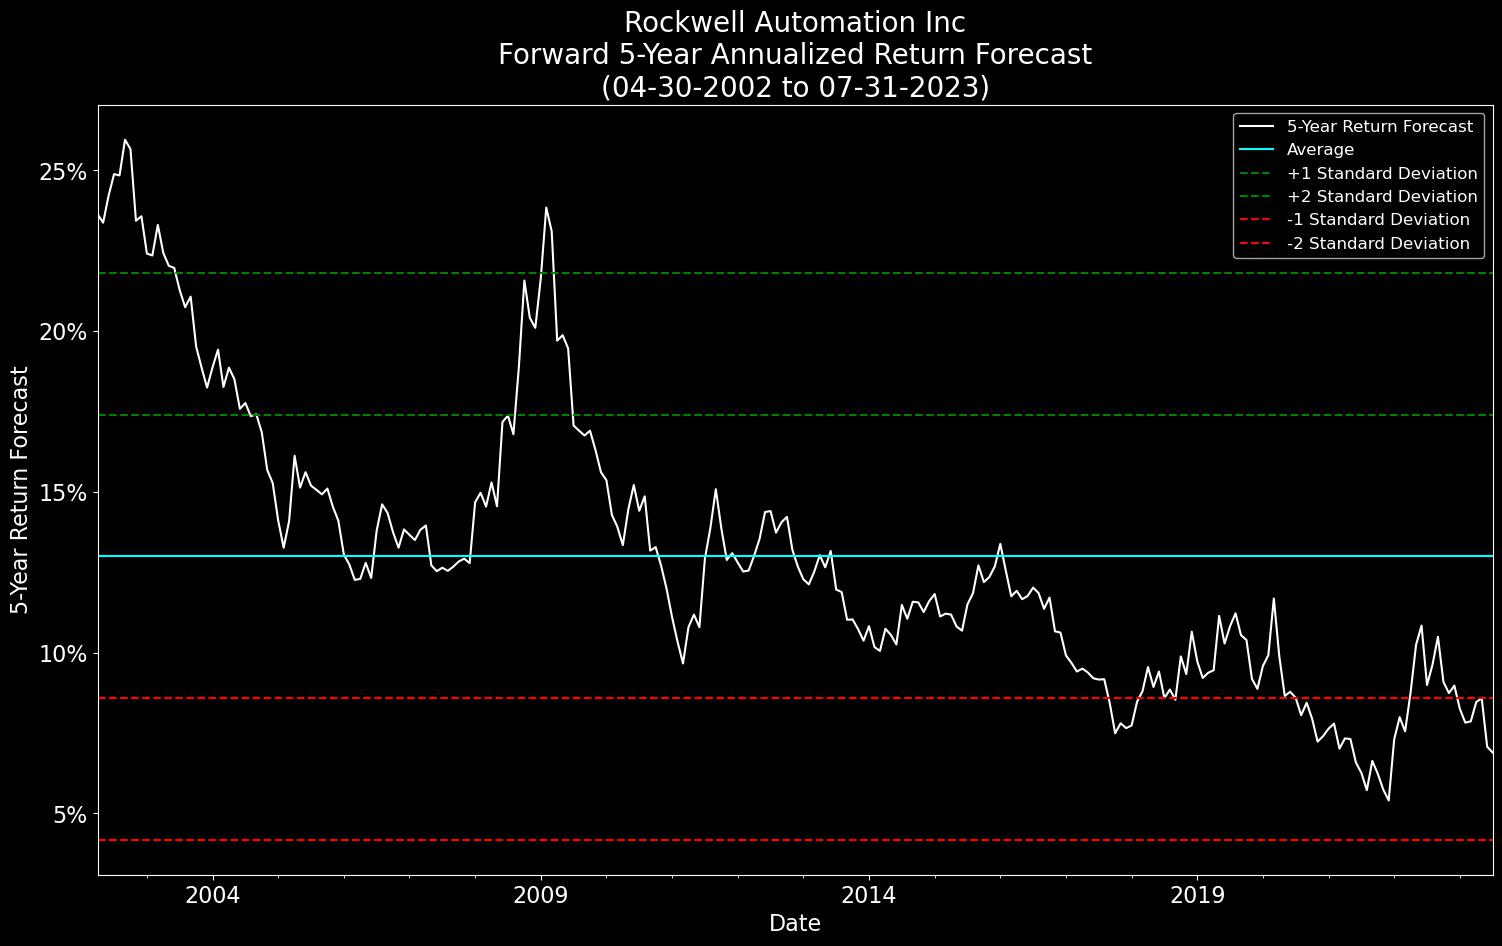 Rockwell Automation Inc
Forward 5-Year Annualized Return Forecast
(04-30-2002 to 07-31-2023)
5-Year Return Forecast
Average
+1 Standard Deviation
+2 Standard Deviation
-1 Standard Deviation
-2 Standard Deviation
25%
20%
15%
10%
5%
5-Year Return Forecast
2004
2009
2014
2019
Date